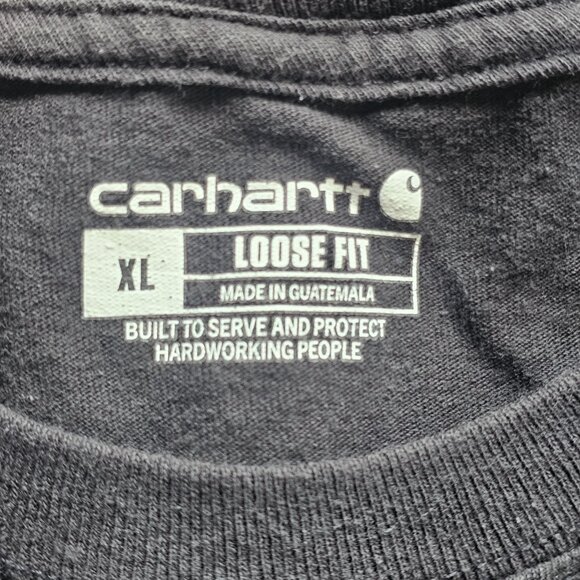 carhartt
XL
LOOSE FIT
MADE IN GUATEMALA
BUILT TO SERVE AND PROTECT
HARDWORKING PEOPLE